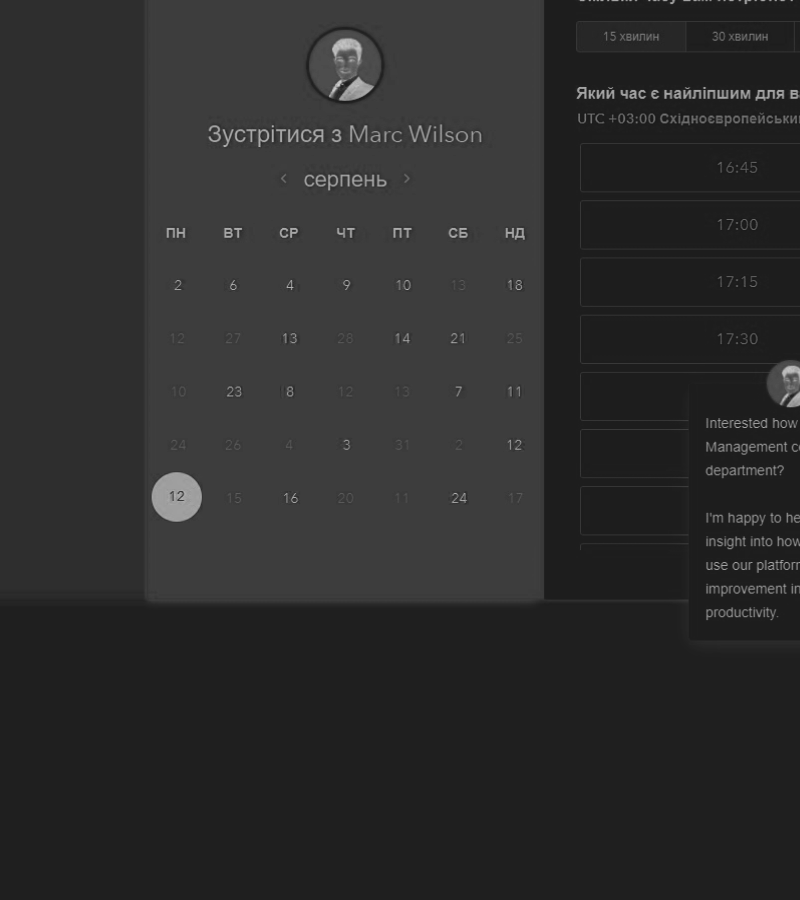 Зустрітися з Marc Wilson
‹ серпень ›
ПН ВТ СР ЧТ ПТ СБ НД
2 6 4 9 10 13 18
12 27 13 28 14 21 25
10 23 8 12 13 7 11
24 26 4 3 31 2 12
12 15 16 20 11 24 17
15 хвилин 30 хвилин
Який час є найліпшим для
UTC +03:00 Східноєвропейськи
16:45
17:00
17:15
17:30
Interested how
Management
department?
I'm happy to
insight into how
use our platfor
improvement in
productivity.